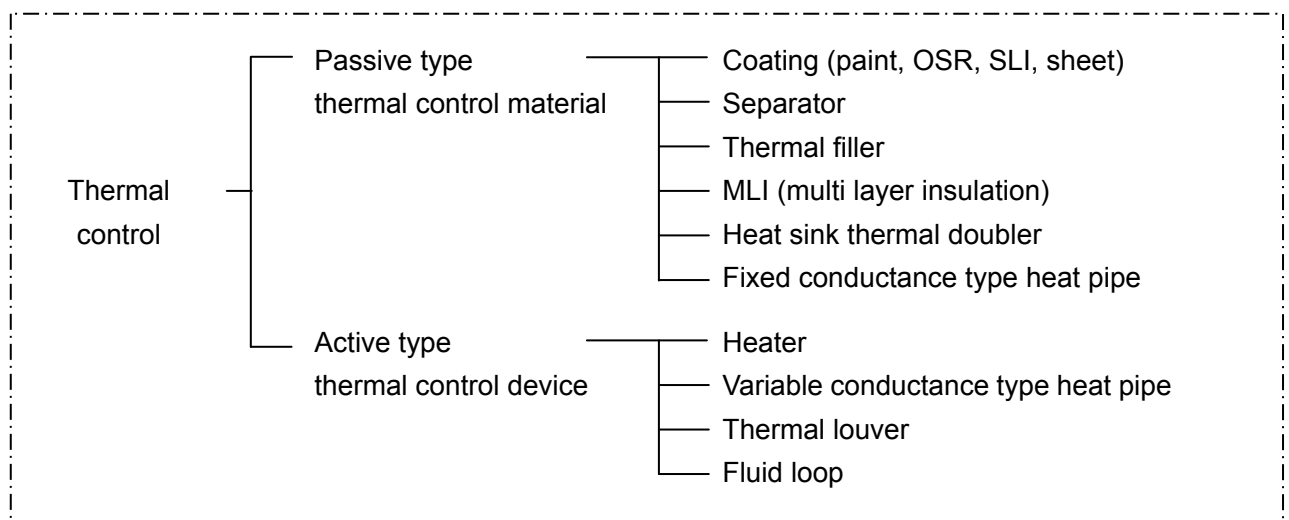 Thermal
control
Passive type
thermal control material
Coating (paint, OSR, SLI, sheet)
Separator
Thermal filler
MLI (multi layer insulation)
Heat sink thermal doubler
Fixed conductance type heat pipe
Active type
thermal control device
Heater
Variable conductance type heat pipe
Thermal louver
Fluid loop